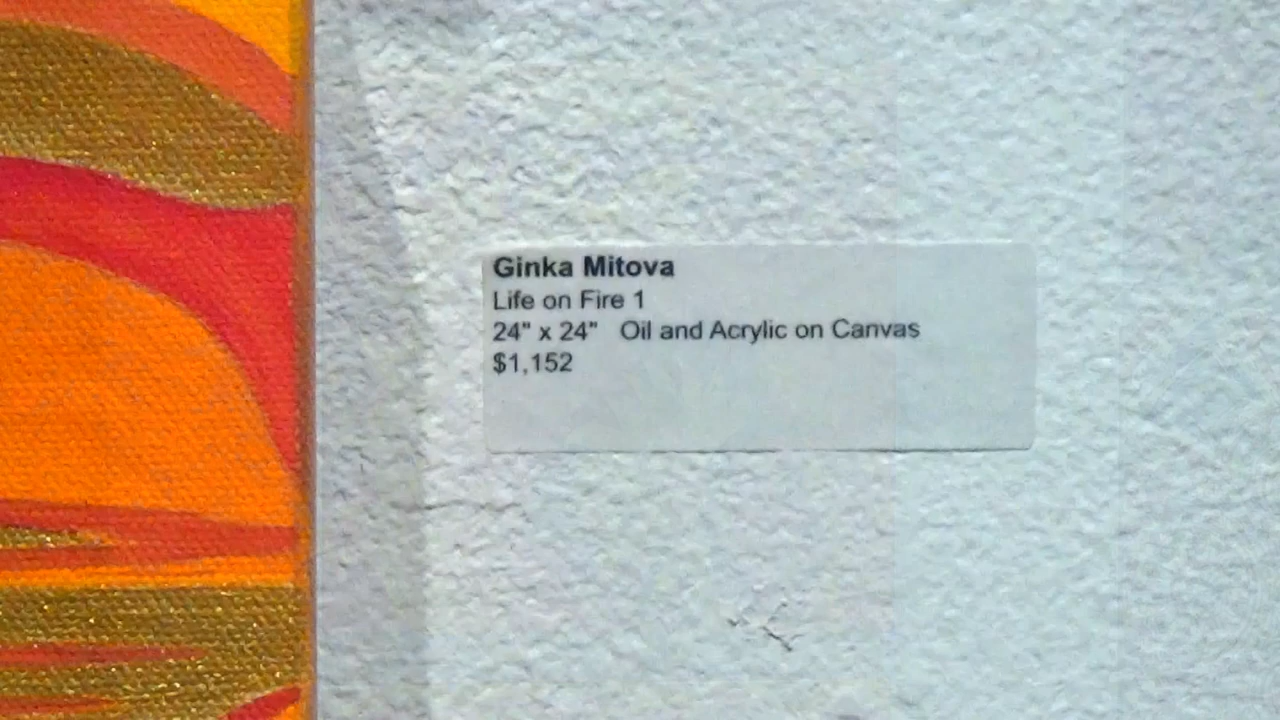 Ginka Mitova
Life on Fire 1
24" x 24" Oil and Acrylic on Canvas
$1,152